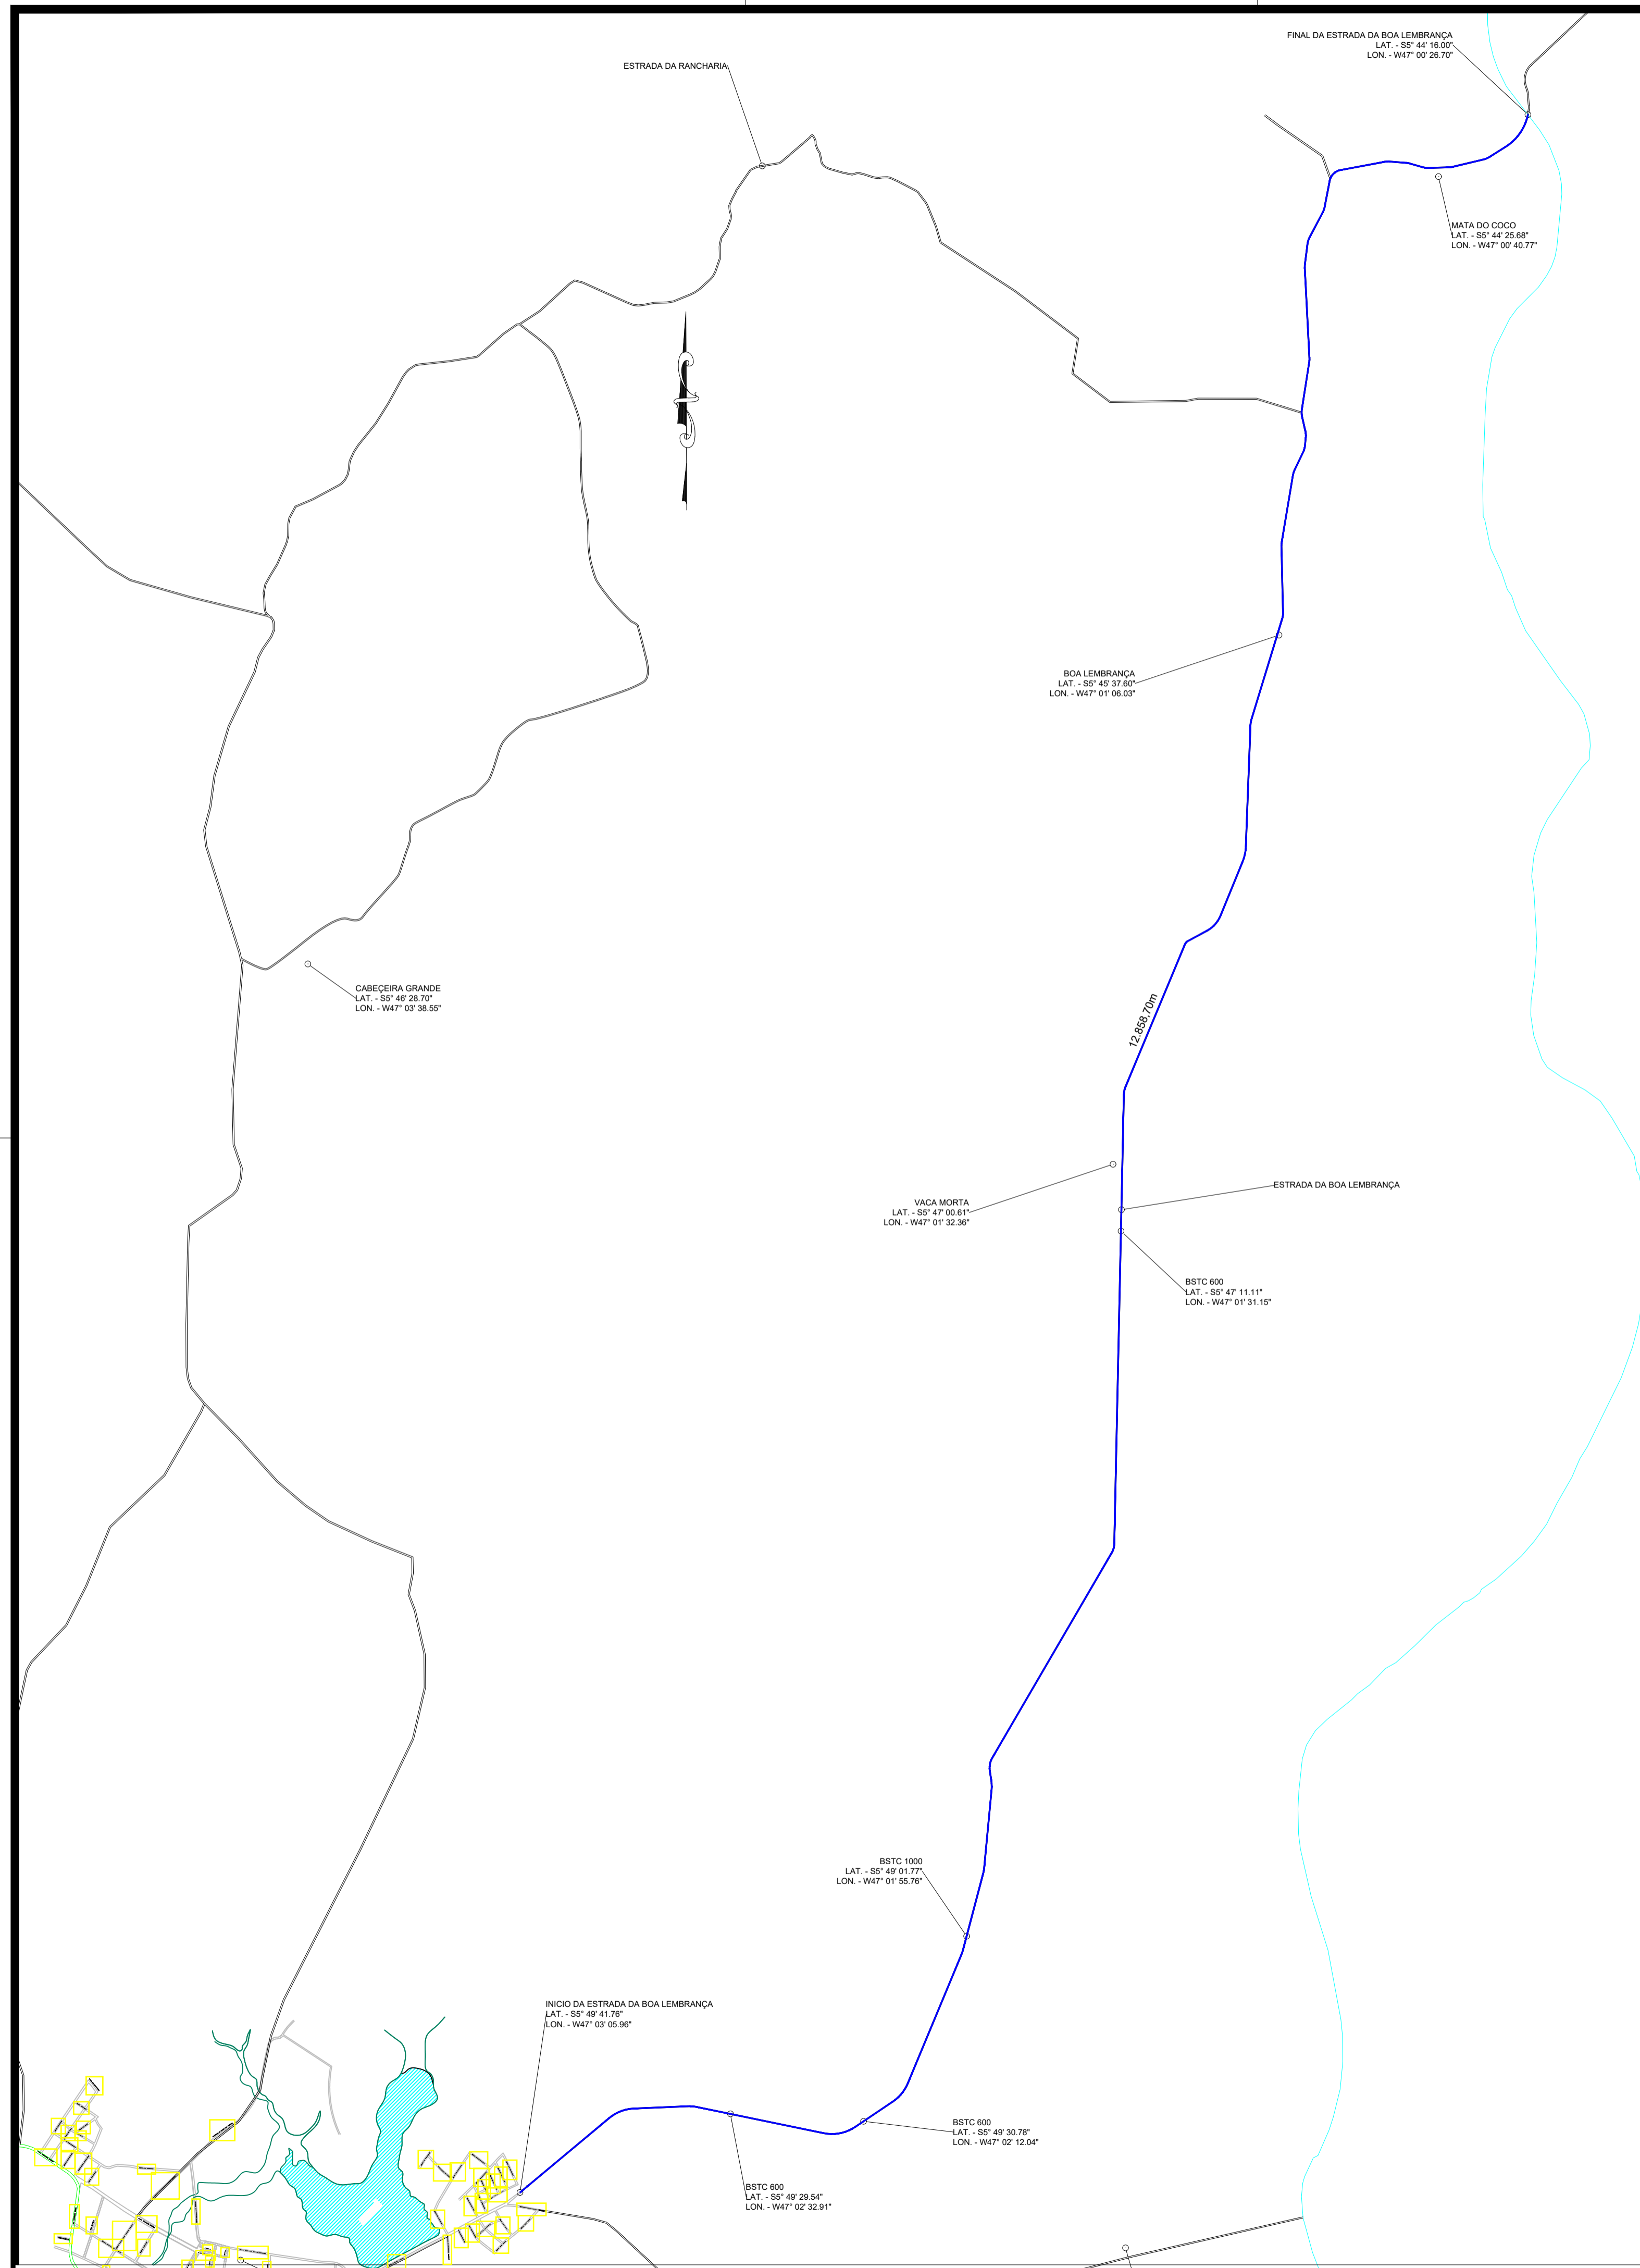 FINAL DA ESTRADA DA BOA LEMBRANÇA
LAT. - S5° 44' 16.00"
LON. - W47° 00' 26.70"
ESTRADA DA RANCHARIA
MATA DO COCO
LAT. - S5° 44' 25.68"
LON. - W47° 00' 40.77"
BOA LEMBRANÇA
LAT. - S5° 45' 37.60"
LON. - W47° 01' 06.03"
CABEÇEIRA GRANDE
LAT. - S5° 46' 28.70"
LON. - W47° 03' 38.55"
12.858,70m
VACA MORTA
LAT. - S5° 47' 00.61"
LON. - W47° 01' 32.36"
ESTRADA DA BOA LEMBRANÇA
BSTC 600
LAT. - S5° 47' 11.11"
LON. - W47° 01' 31.15"
BSTC 1000
LAT. - S5° 49' 01.77"
LON. - W47° 01' 55.76"
INICIO DA ESTRADA DA BOA LEMBRANÇA
LAT. - S5° 49' 41.76"
LON. - W47° 03' 05.96"
BSTC 600
LAT. - S5° 49' 30.78"
LON. - W47° 02' 12.04"
BSTC 600
LAT. - S5° 49' 29.54"
LON. - W47° 02' 32.91"